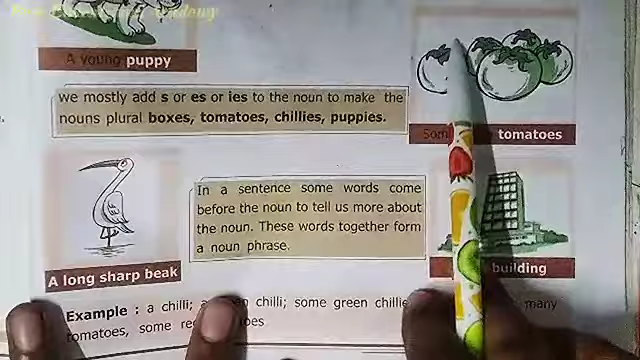 A young puppy
we mostly add s or es or ies to the noun to make the
nouns plural boxes, tomatoes, chillies, puppies.
tomatoes
In a sentence some words come
before the noun to tell us more about
the noun. These words together form
a noun phrase.
A long sharp beak
building
Example : a chilli; a chilli; some green
many
tomatoes, some